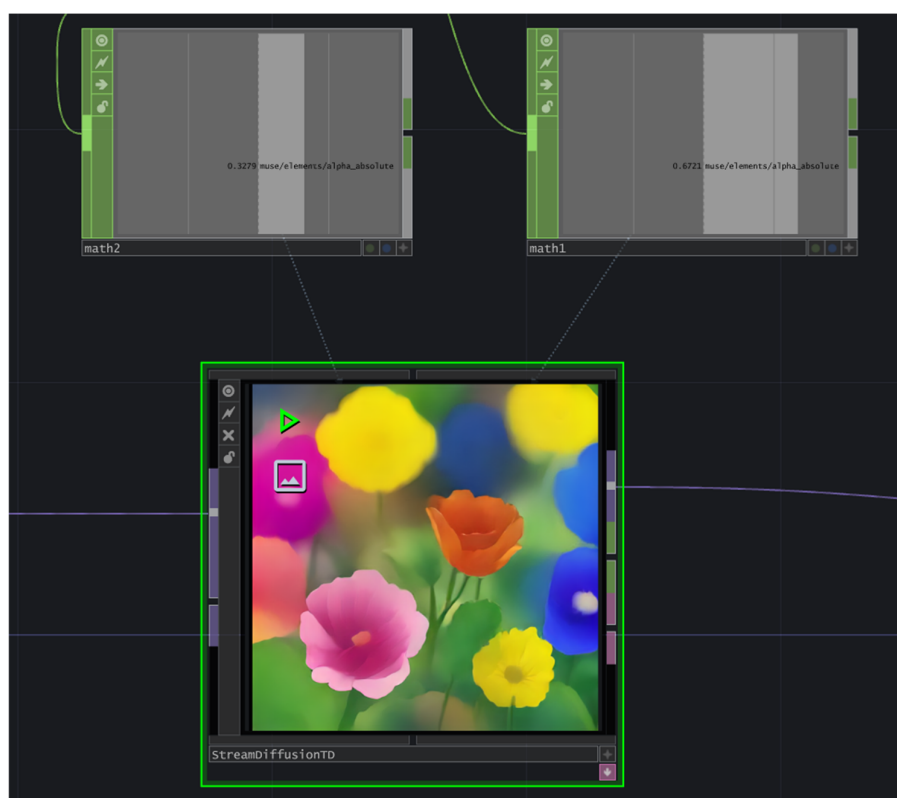 0.3279 muse/elements/alpha_absolute
0.6721 muse/elements/alpha_absolute
math2
math1
StreamDiffusionTD